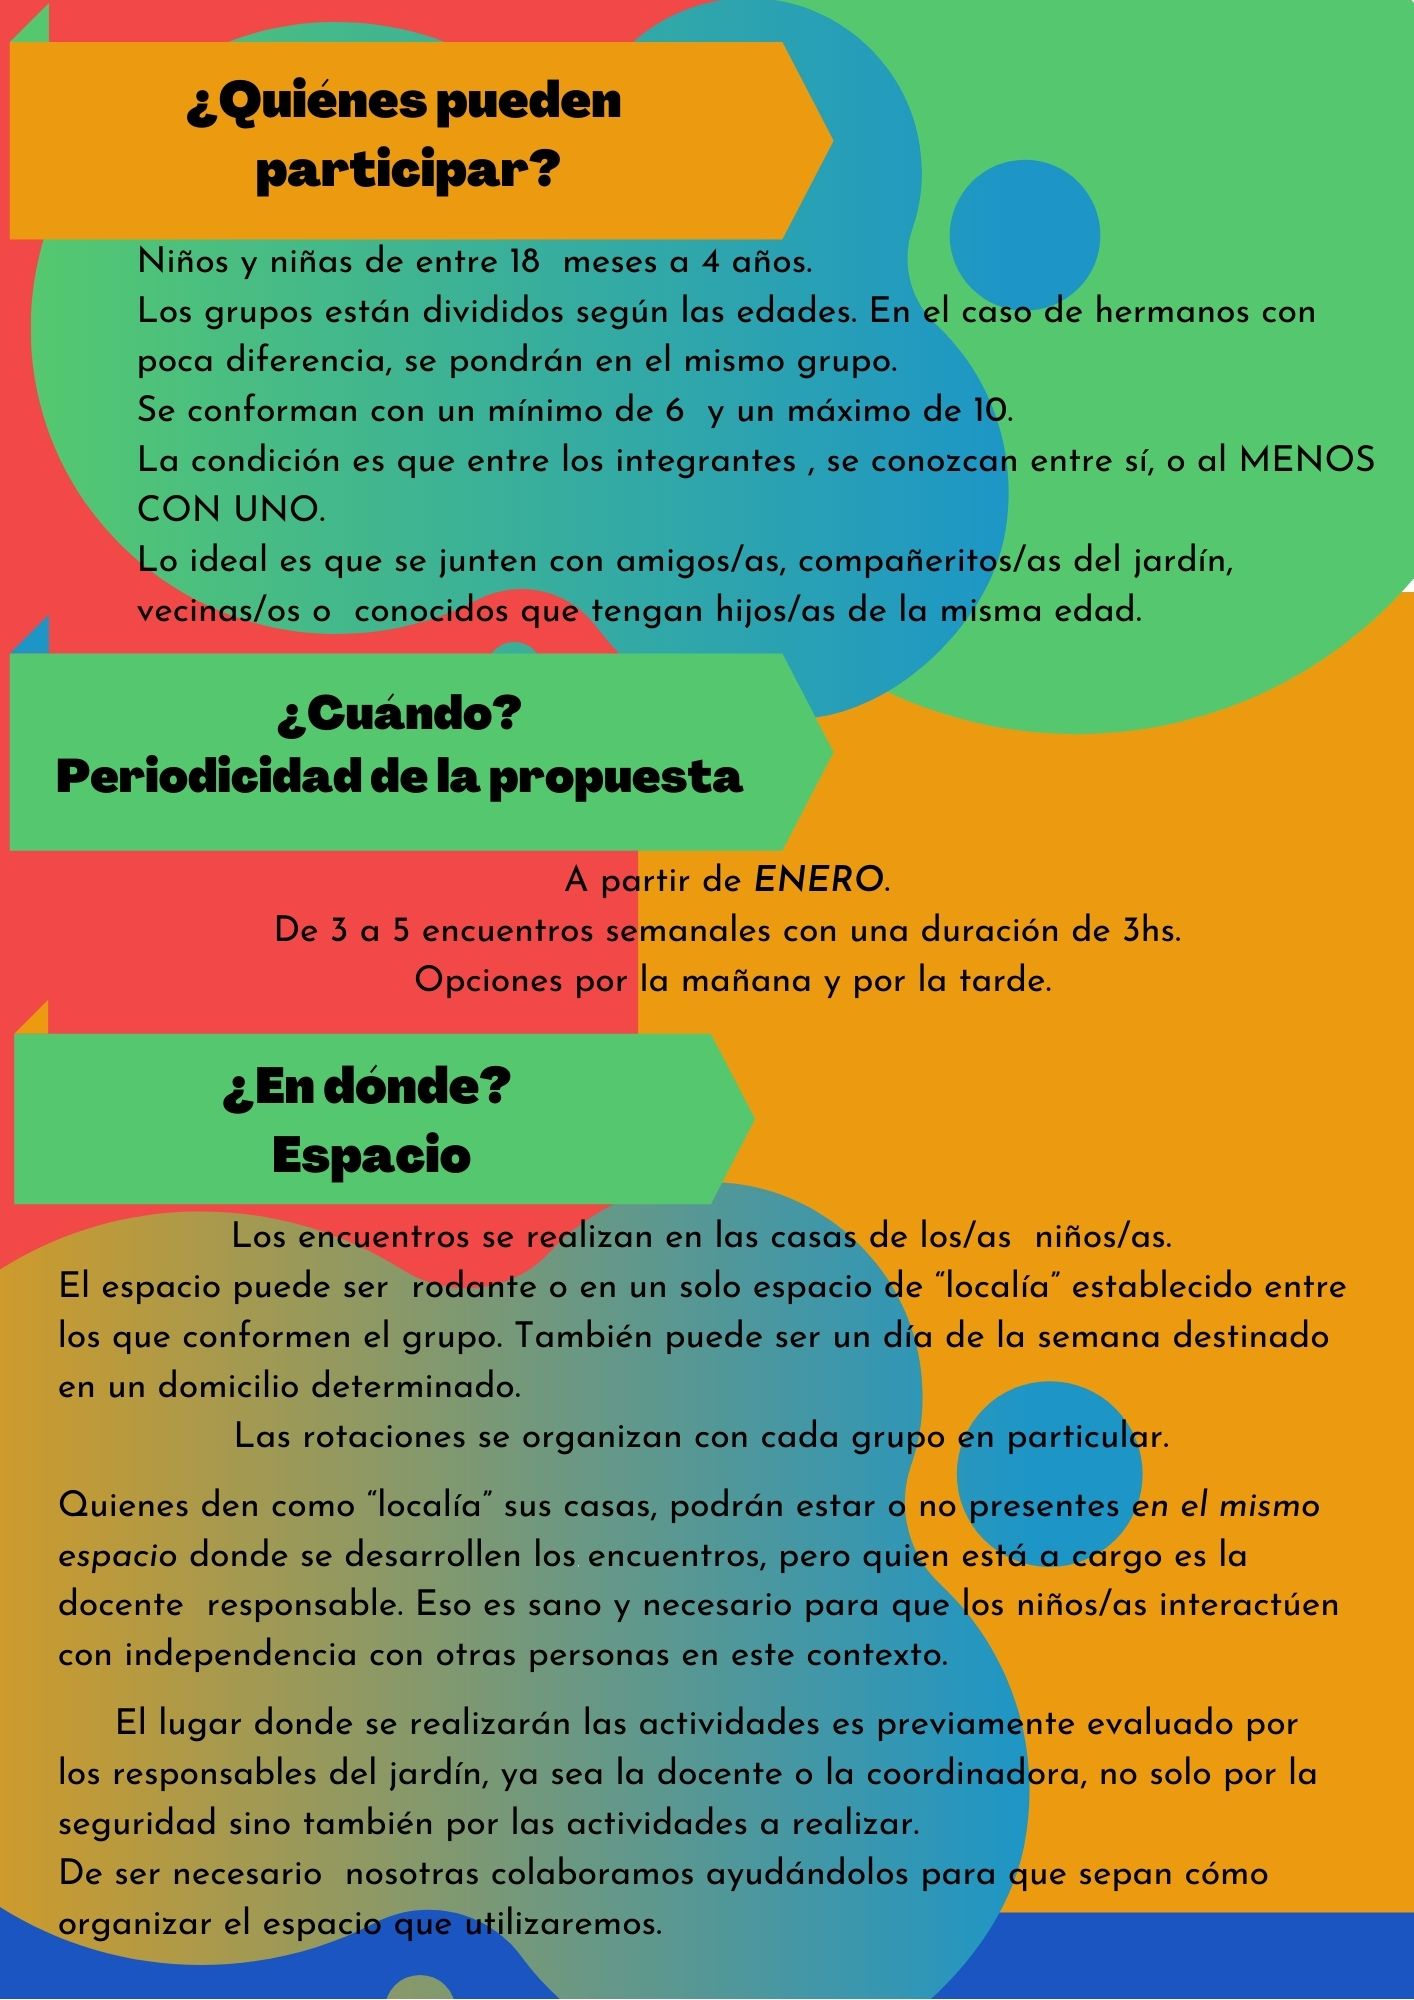 ¿Quiénes pueden
participar?
Niños y niñas de entre 18 meses a 4 años.
Los grupos están divididos según las edades. En el caso de hermanos con
poca diferencia, se pondrán en el mismo grupo.
Se conforman con un mínimo de 6 y un máximo de 10.
La condición es que entre los integrantes , se conozcan entre sí, o al MENOS
CON UNO.
Lo ideal es que se junten con amigos/as, compañeritos/as del jardín,
vecinas/os o conocidos que tengan hijos/as de la misma edad.
¿Cuándo?
Periodicidad de la propuesta
A partir de ENERO.
De 3 a 5 encuentros semanales con una duración de 3hs.
Opciones por la mañana y por la tarde.
¿En dónde?
Espacio
Los encuentros se realizan en las casas de los/as niños/as.
El espacio puede ser rodante o en un solo espacio de “localía” establecido entre
los que conformen el grupo. También puede ser un día de la semana destinado
en un domicilio determinado.
Las rotaciones se organizan con cada grupo en particular.
Quienes den como “localía” sus casas, podrán estar o no presentes en el mismo
espacio donde se desarrollen los encuentros, pero quien está a cargo es la
docente responsable. Eso es sano y necesario para que los niños/as interactúen
con independencia con otras personas en este contexto.
El lugar donde se realizarán las actividades es previamente evaluado por
los responsables del jardín, ya sea la docente o la coordinadora, no solo por la
seguridad sino también por las actividades a realizar.
De ser necesario nosotras colaboramos ayudándolos para que sepan cómo
organizar el espacio que utilizaremos.